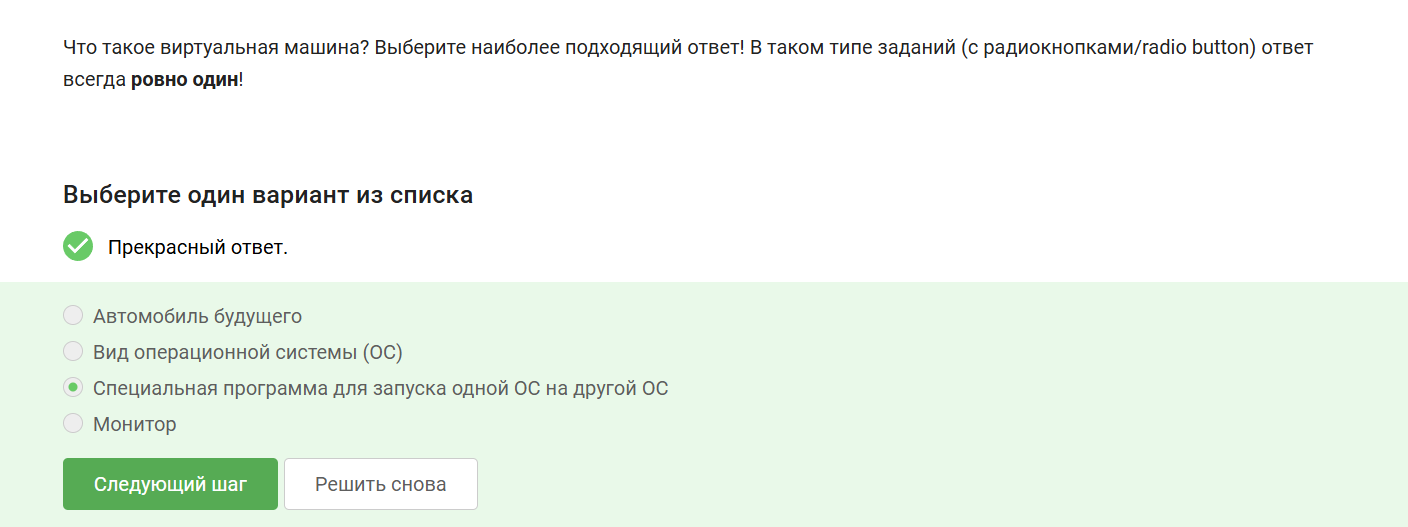 Что такое виртуальная машина? Выберите наиболее подходящий ответ! В таком типе заданий (с радиокнопками/radio button) ответ
всегда ровно один!
Выберите один вариант из списка
Прекрасный ответ.
Автомобиль будущего
Вид операционной системы (ОС)
Специальная программа для запуска одной ОС на другой ОС
Монитор
Следующий шаг
Решить снова